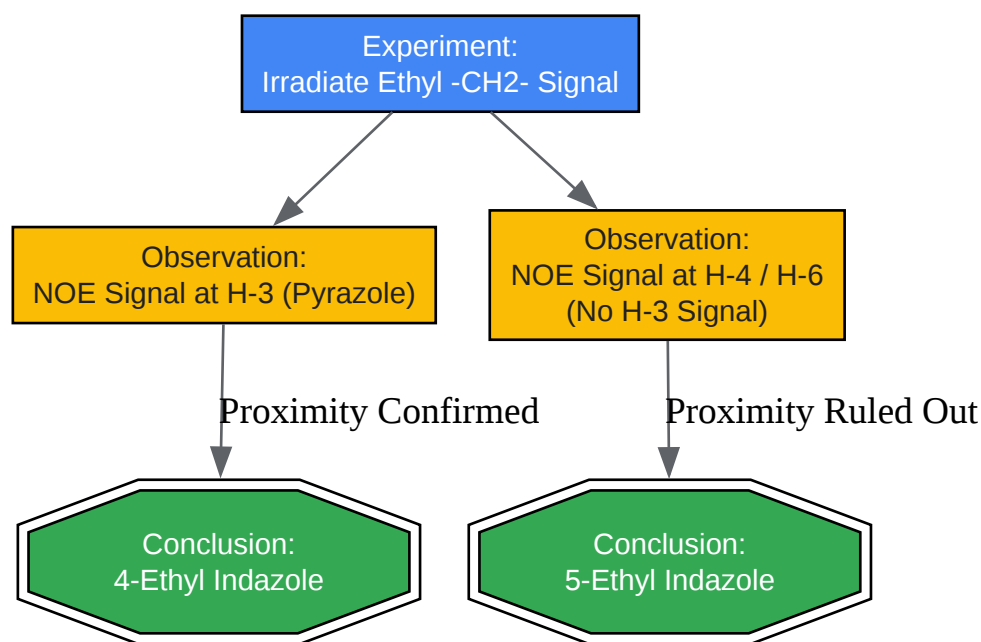 Experiment:
Irradiate Ethyl -CH2- Signal
Observation:
NOE Signal at H-3 (Pyrazole)
Observation:
NOE Signal at H-4 / H-6
(No H-3 Signal)
Proximity Confirmed
Proximity Ruled Out
Conclusion:
4-Ethyl Indazole
Conclusion:
5-Ethyl Indazole